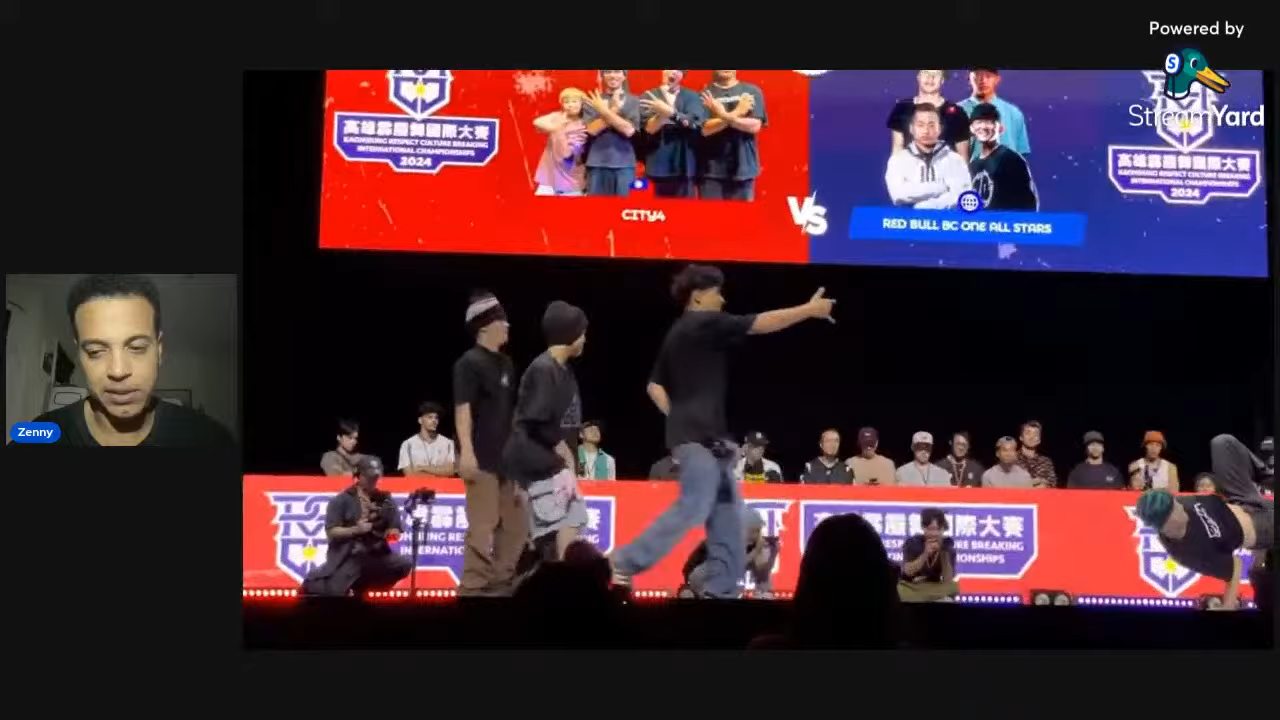 Powered by
StreamYard
高雄霹靂舞國際大賽
KAOHSIUNG RESPECT CULTURE BREAKING
INTERNATIONAL CHAMPIONSHIPS
2024
CITY4
VS
RED BULL BC ONE ALL STARS
高雄霹靂舞國際大賽
KAOHSIUNG RESPECT CULTURE BREAKING
INTERNATIONAL CHAMPIONSHIPS
2024
Zenny